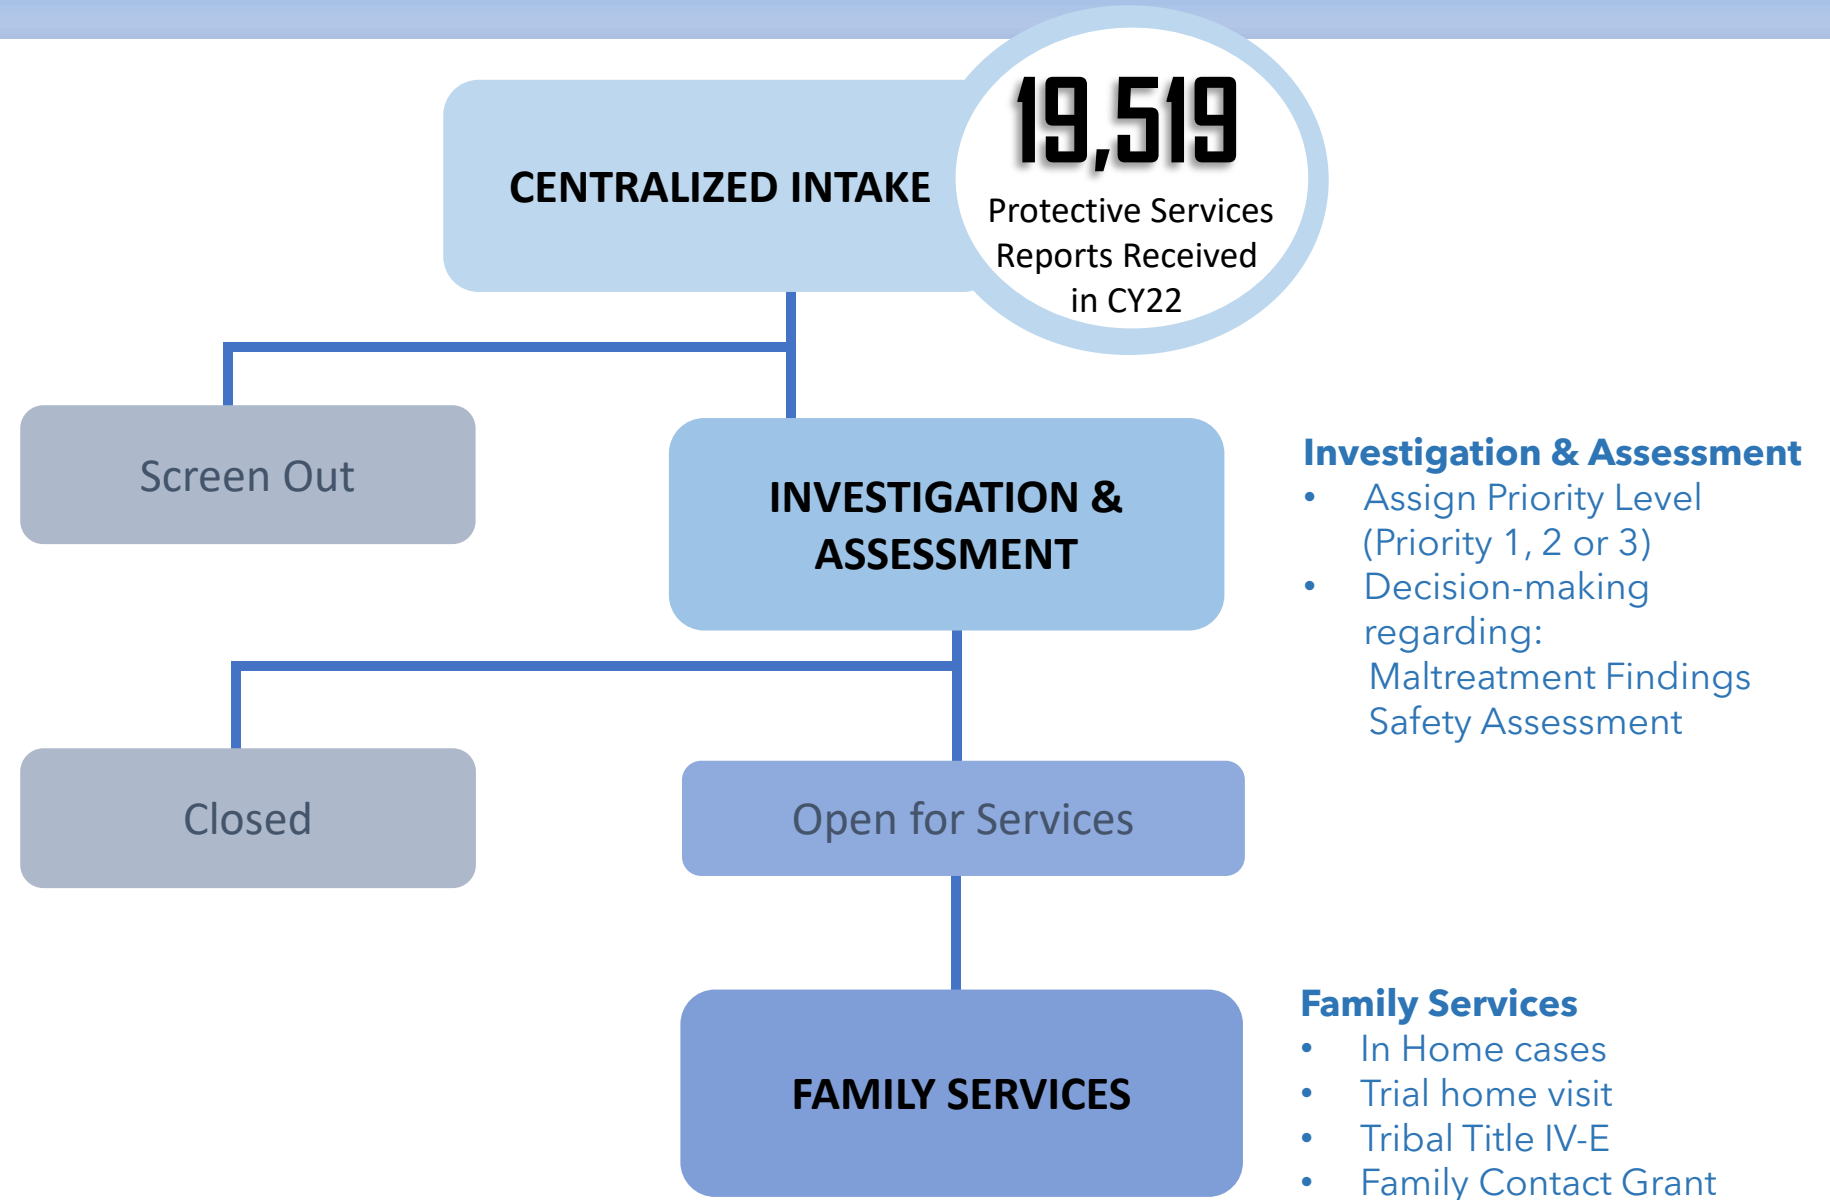 19,519
CENTRALIZED INTAKE
Protective Services
Reports Received
in CY22
Screen Out
INVESTIGATION &
ASSESSMENT
Investigation & Assessment
• Assign Priority Level
(Priority 1, 2 or 3)
• Decision-making
regarding:
Maltreatment Findings
Safety Assessment
Closed
Open for Services
FAMILY SERVICES
Family Services
• In Home cases
• Trial home visit
• Tribal Title IV-E
• Family Contact Grant